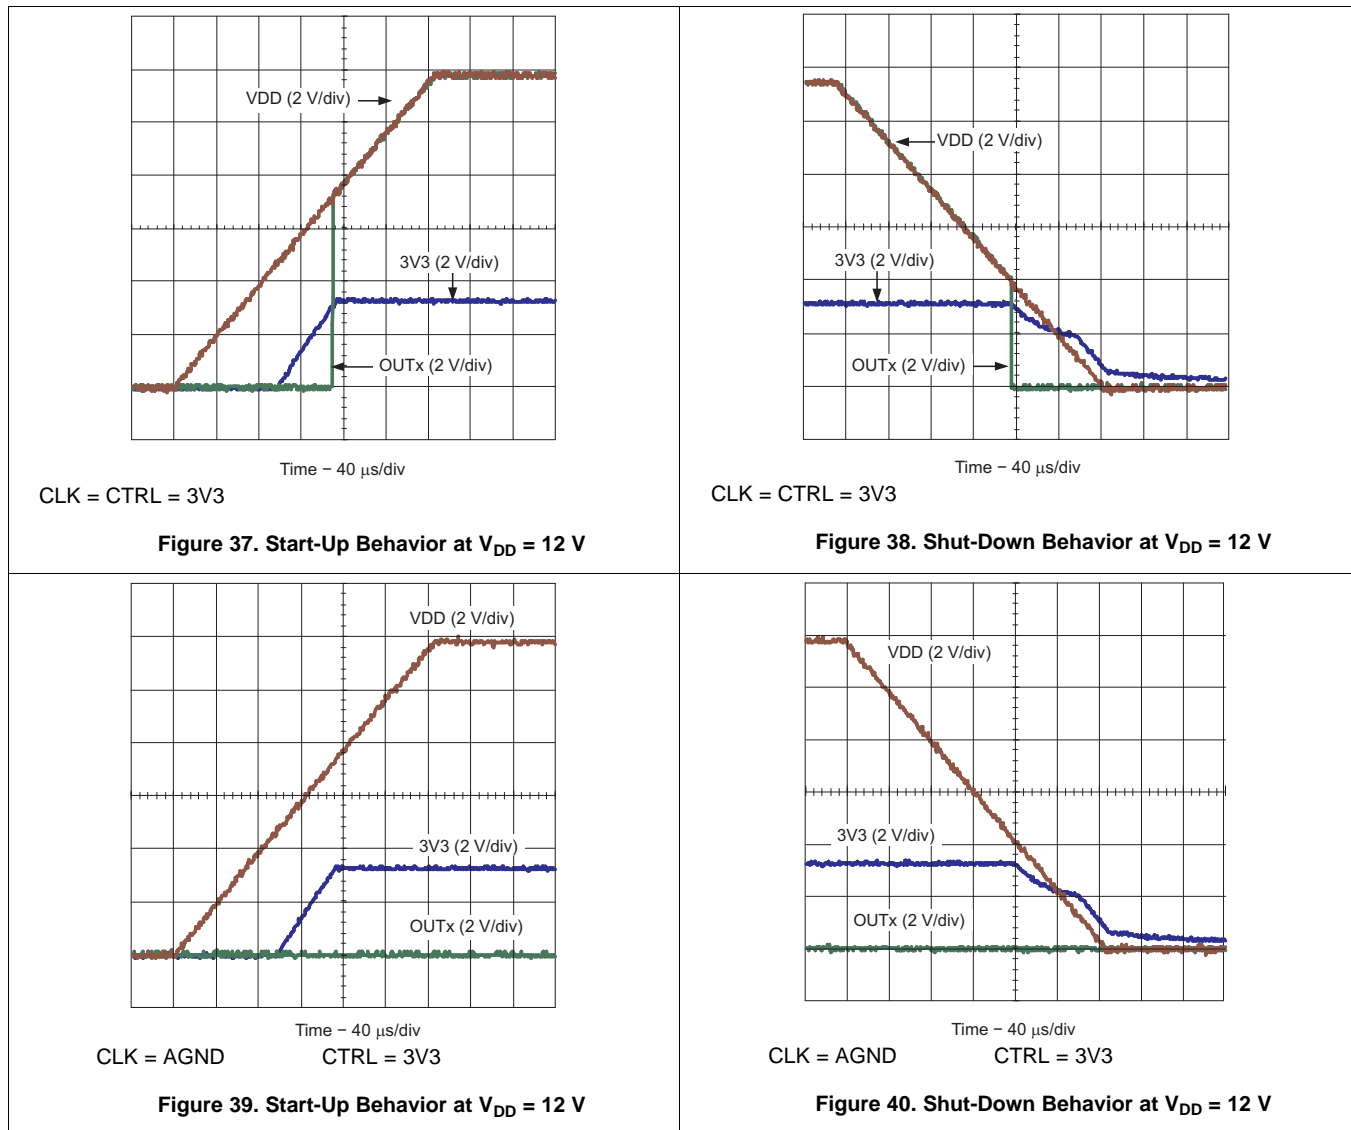 VDD (2 V/div)
3V3 (2 V/div)
OUTx (2 V/div)
Time − 40 μs/div
CLK = CTRL = 3V3
Figure 37. Start-Up Behavior at VDD = 12 V
VDD (2 V/div)
3V3 (2 V/div)
OUTx (2 V/div)
Time − 40 μs/div
CLK = CTRL = 3V3
Figure 38. Shut-Down Behavior at VDD = 12 V
VDD (2 V/div)
3V3 (2 V/div)
OUTx (2 V/div)
Time − 40 μs/div
CLK = AGND CTRL = 3V3
Figure 39. Start-Up Behavior at VDD = 12 V
VDD (2 V/div)
3V3 (2 V/div)
OUTx (2 V/div)
Time − 40 μs/div
CLK = AGND CTRL = 3V3
Figure 40. Shut-Down Behavior at VDD = 12 V